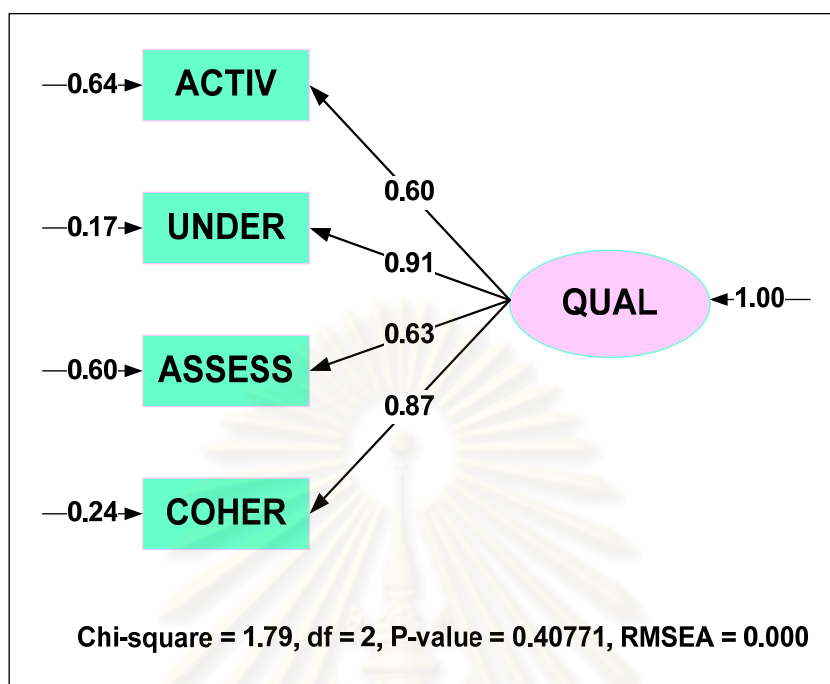 0.64
ACTIV
0.60
0.17
UNDER
0.91
QUAL
1.00
0.63
0.60
ASSESS
0.87
0.24
COHER
Chi-square = 1.79, df = 2, P-value = 0.40771, RMSEA = 0.000